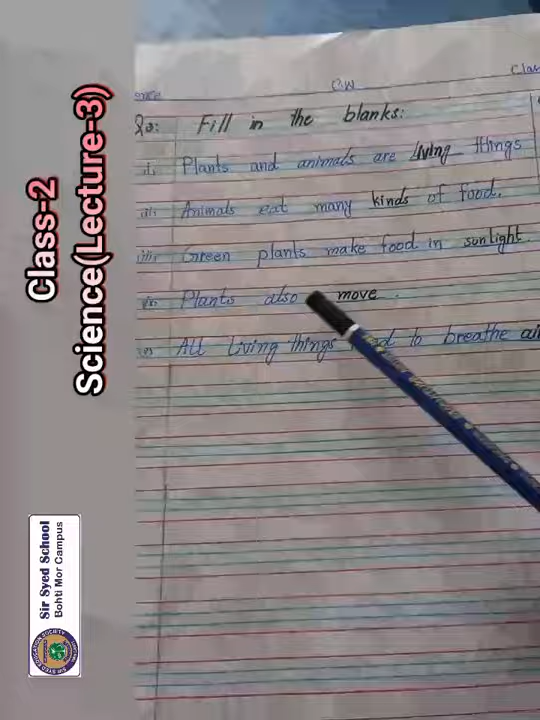 Class-2
Science(Lecture-3)
Sir Syed School
Bohti Mor Campus
C.W
Fill in the blanks:
i, Plants and animals are living things
ii, Animals eat many kinds of food.
iii, Green plants make food in sunlight.
iv, Plants also move.
v, All living things to breathe